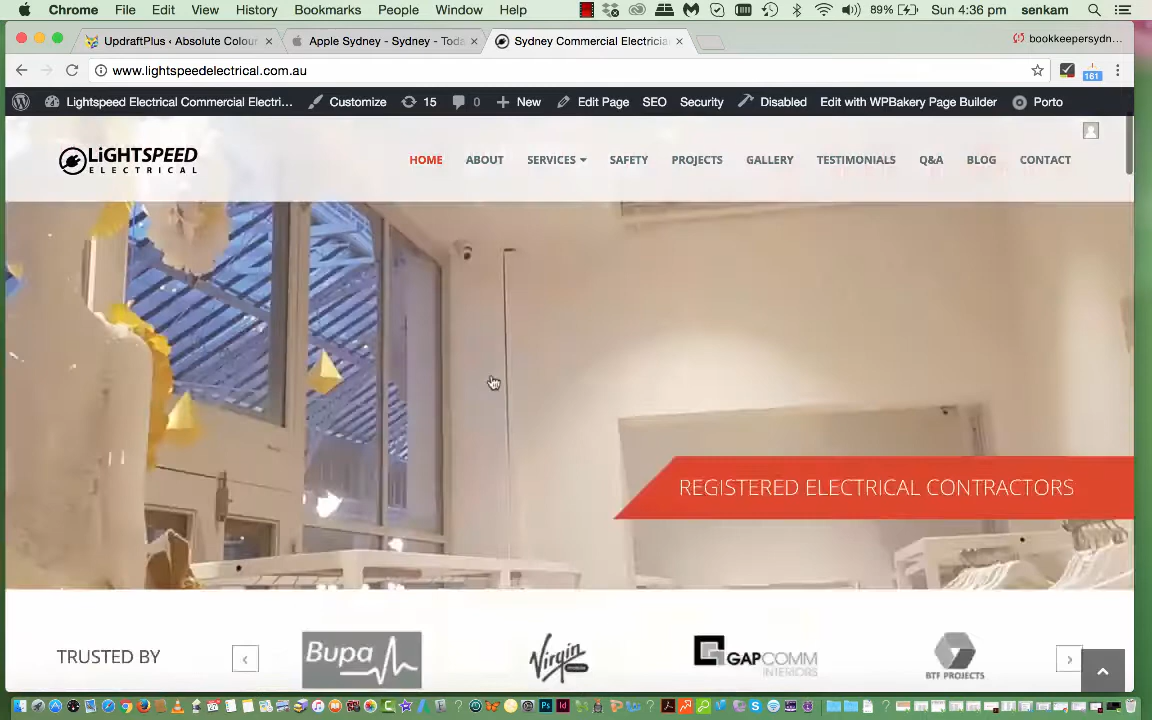 Chrome File Edit View History Bookmarks People Window Help 89% Sun 4:36 pm senkam
UpdraftPlus ‹ Absolute Colour Apple Sydney - Sydney - Toda Sydney Commercial Electricia bookkeepersydn...
www.lightspeedelectrical.com.au 161
Lightspeed Electrical Commercial Electri... Customize 15 0 New Edit Page SEO Security Disabled Edit with WPBakery Page Builder Porto
LiGHTSPEED
ELECTRICAL
HOME ABOUT SERVICES SAFETY PROJECTS GALLERY TESTIMONIALS Q&A BLOG CONTACT
REGISTERED ELECTRICAL CONTRACTORS
TRUSTED BY
Bupa
Virgin
GAPCOMM
INTERIORS
BTF PROJECTS